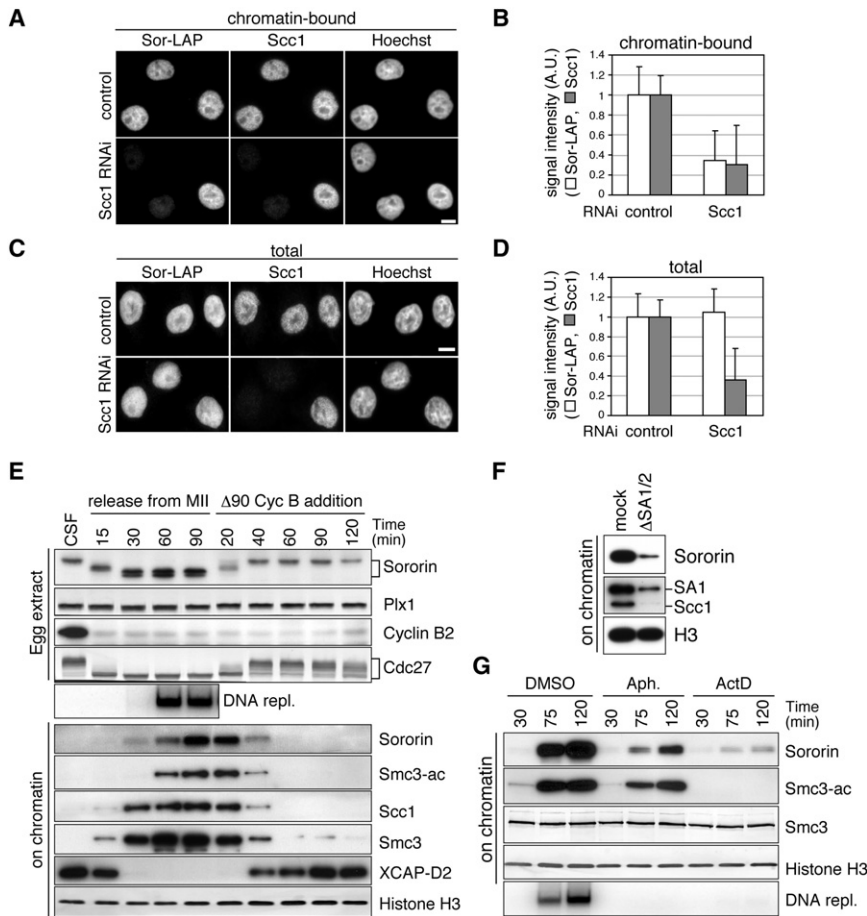 A
chromatin-bound
Sor-LAP Scc1 Hoechst
control
Scc1 RNAi
B
chromatin-bound
signal intensity (A.U.)
( Sor-LAP, Scc1)
1.4
1.2
1
0.8
0.6
0.4
0.2
0
RNAi control Scc1
C
total
Sor-LAP Scc1 Hoechst
control
Scc1 RNAi
D
total
signal intensity (A.U.)
( Sor-LAP, Scc1)
1.4
1.2
1
0.8
0.6
0.4
0.2
0
RNAi control Scc1
E
release from MII Δ90 Cyc B addition
CSF 15 30 60 90 20 40 60 90 120 Time (min)
Egg extract
Sororin
Plx1
Cyclin B2
Cdc27
DNA repl.
on chromatin
Sororin
Smc3-ac
Scc1
Smc3
XCAP-D2
Histone H3
F
mock ΔSA1/2
on chromatin
Sororin
SA1
Scc1
H3
G
DMSO Aph. ActD
30 75 120 30 75 120 30 75 120 Time (min)
on chromatin
Sororin
Smc3-ac
Smc3
Histone H3
DNA repl.